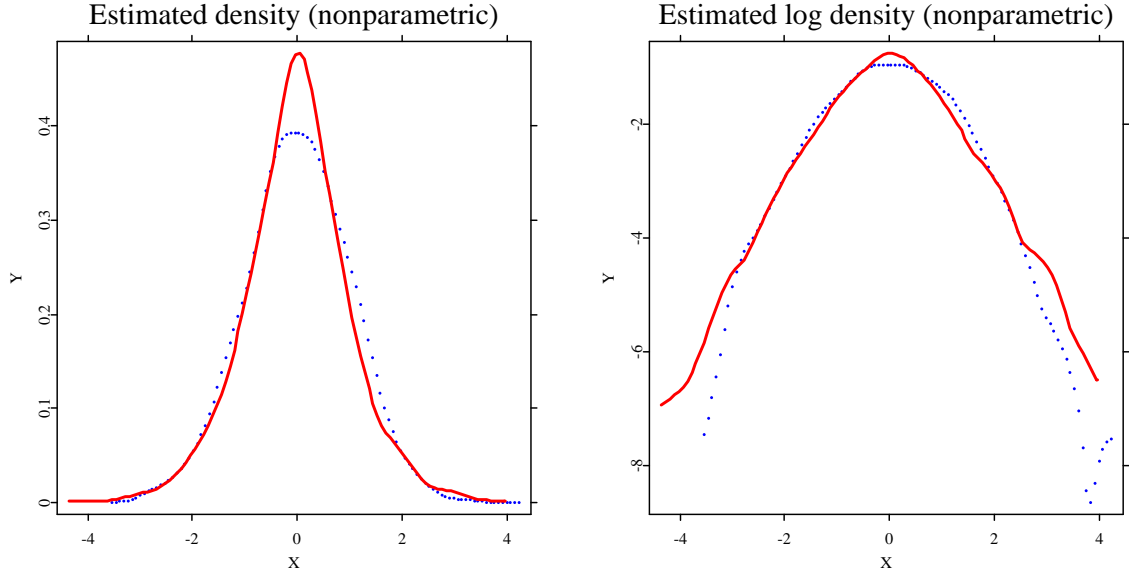 Estimated density (nonparametric)
Y
0.4
0.3
0.2
0.1
0
-4 -2 0 2 4
X
Estimated log density (nonparametric)
Y
-2
-4
-6
-8
-4 -2 0 2 4
X